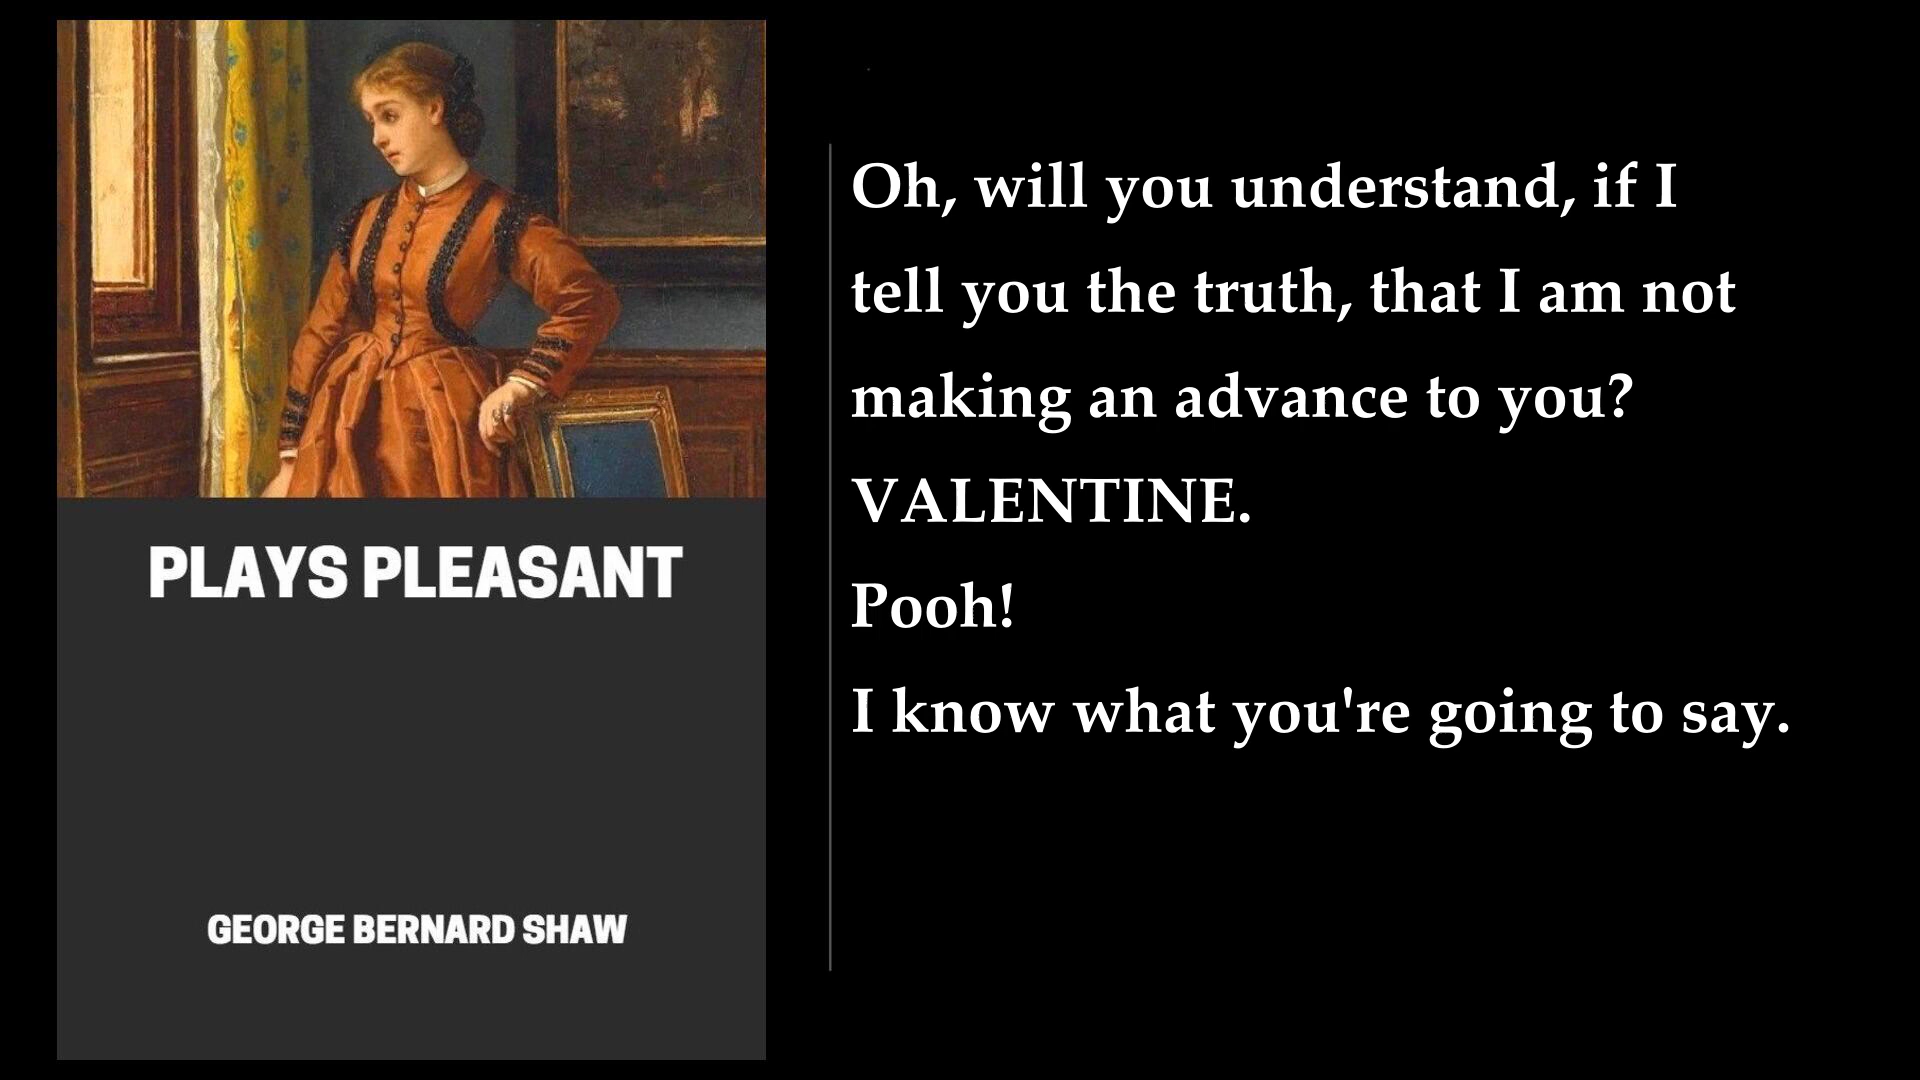 PLAYS PLEASANT
GEORGE BERNARD SHAW
Oh, will you understand, if I
tell you the truth, that I am not
making an advance to you?
VALENTINE.
Pooh!
I know what you're going to say.